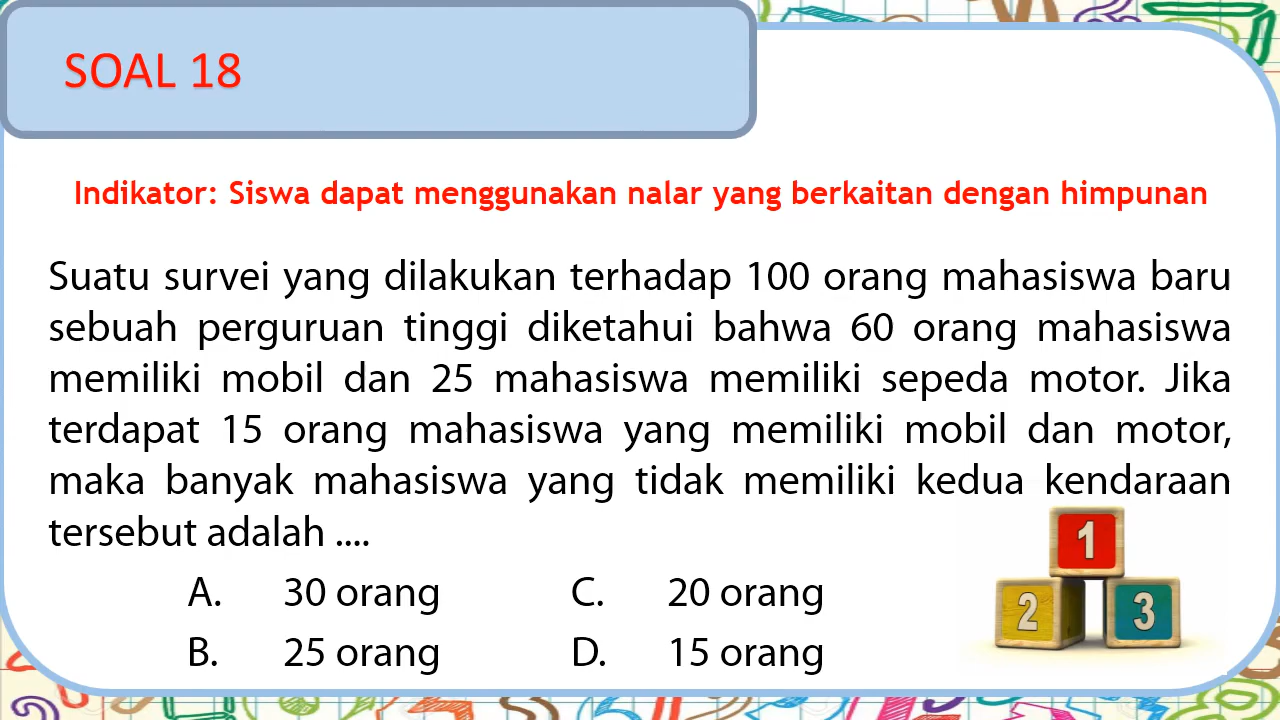 SOAL 18
Indikator: Siswa dapat menggunakan nalar yang berkaitan dengan himpunan
Suatu survei yang dilakukan terhadap 100 orang mahasiswa baru
sebuah perguruan tinggi diketahui bahwa 60 orang mahasiswa
memiliki mobil dan 25 mahasiswa memiliki sepeda motor. Jika
terdapat 15 orang mahasiswa yang memiliki mobil dan motor,
maka banyak mahasiswa yang tidak memiliki kedua kendaraan
tersebut adalah ....
A. 30 orang C. 20 orang
B. 25 orang D. 15 orang
1
2 3